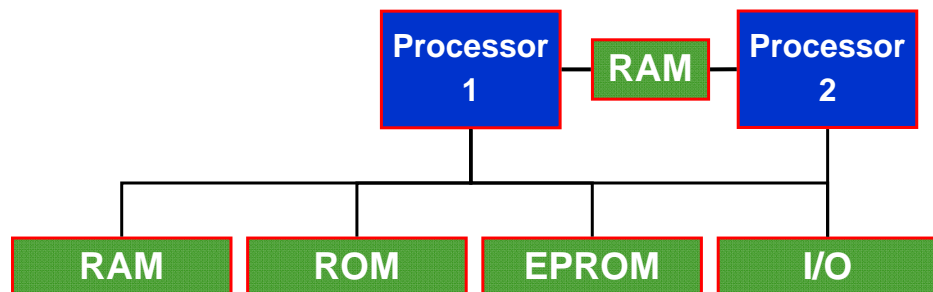 Processor
1
RAM
Processor
2
RAM
ROM
EPROM
I/O